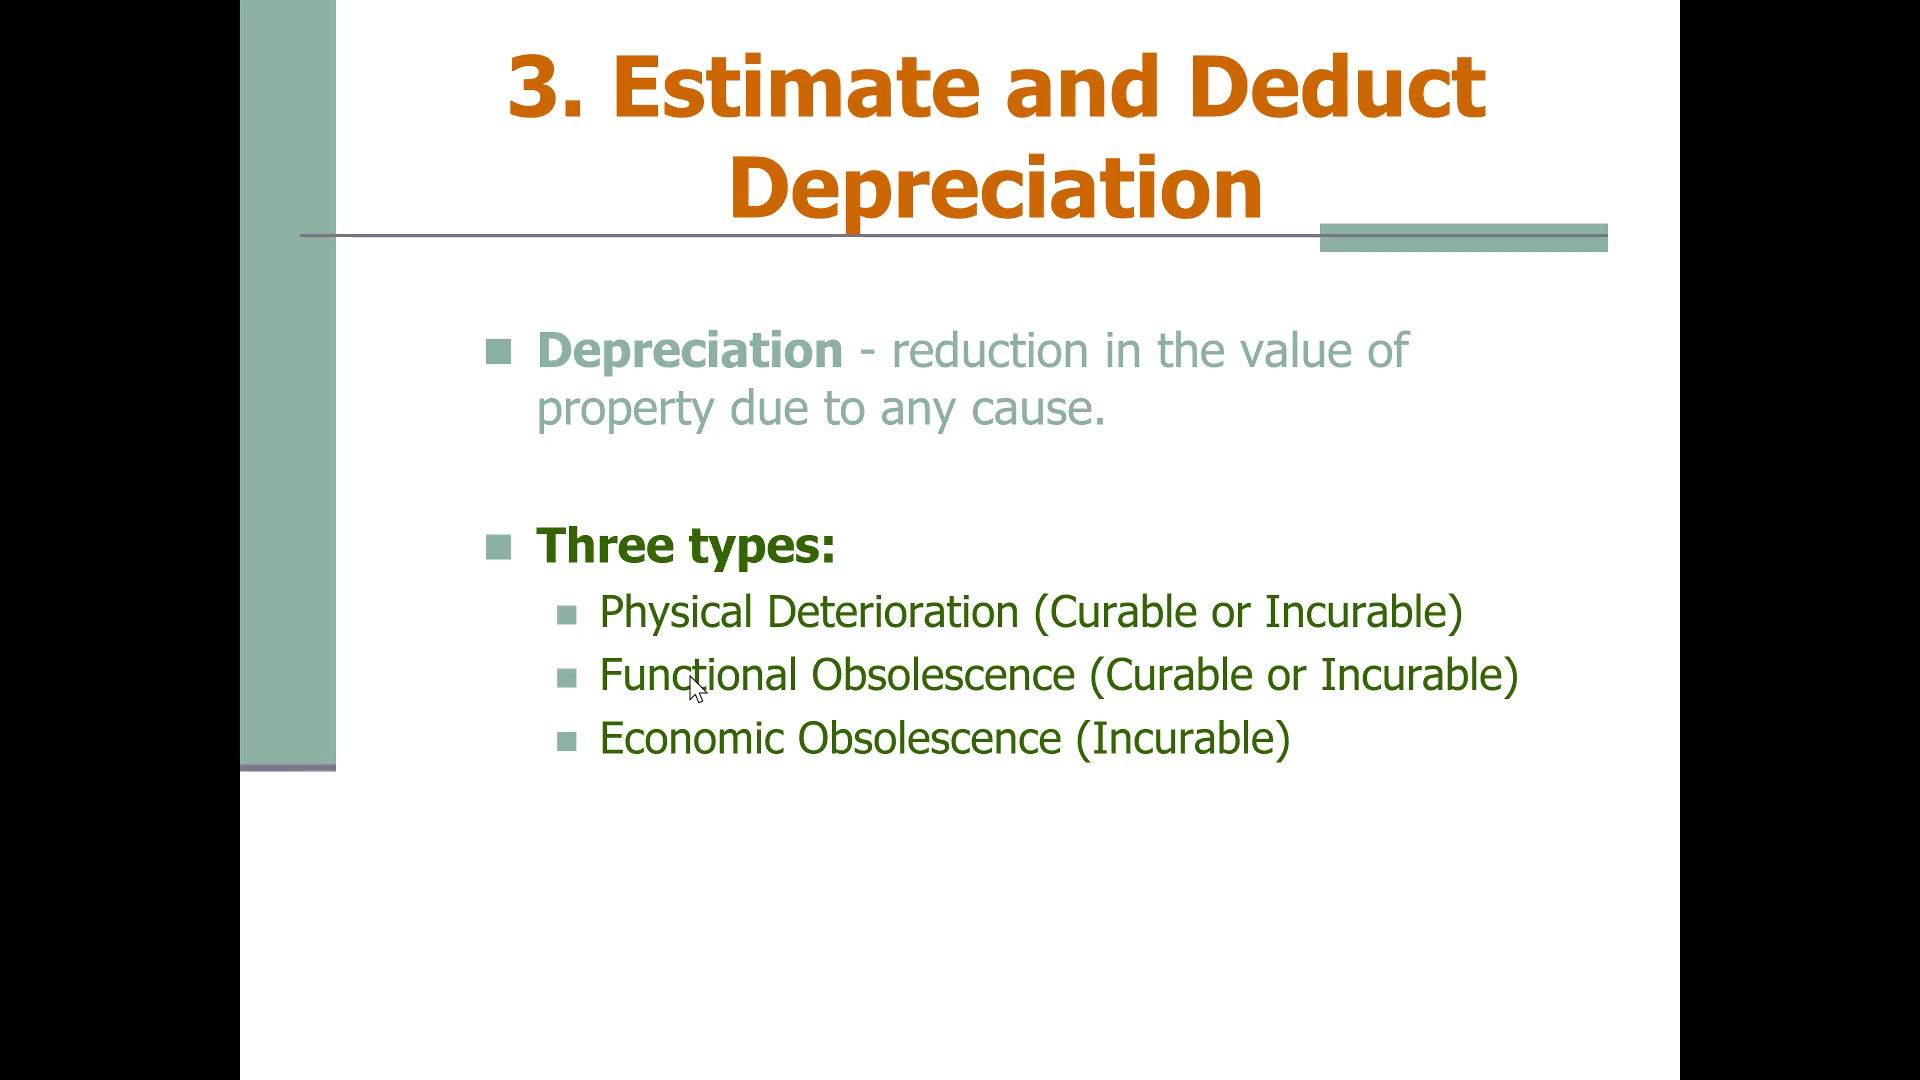 3. Estimate and Deduct
Depreciation
Depreciation - reduction in the value of
property due to any cause.
Three types:
Physical Deterioration (Curable or Incurable)
Functional Obsolescence (Curable or Incurable)
Economic Obsolescence (Incurable)